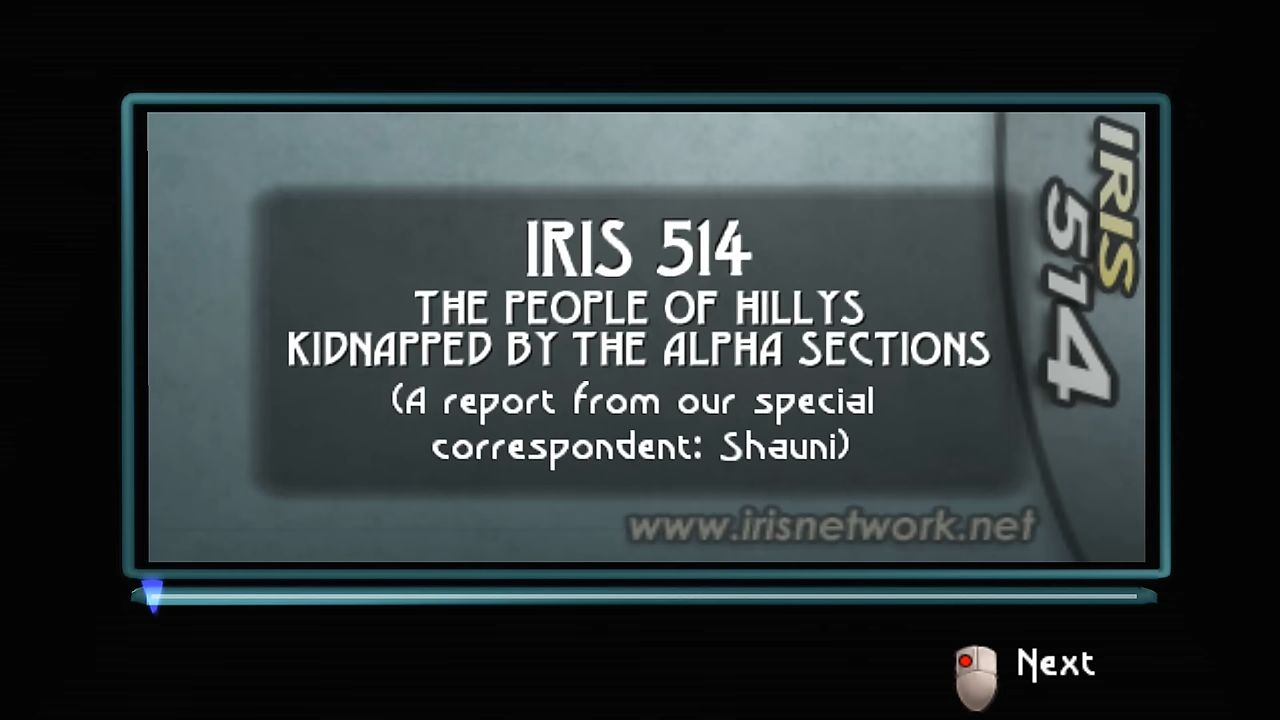 IRIS 514
THE PEOPLE OF HILLYS
KIDNAPPED BY THE ALPHA SECTIONS
(A report from our special
correspondent: Shauni)
IRIS
514
www.irisnetwork.net
Next